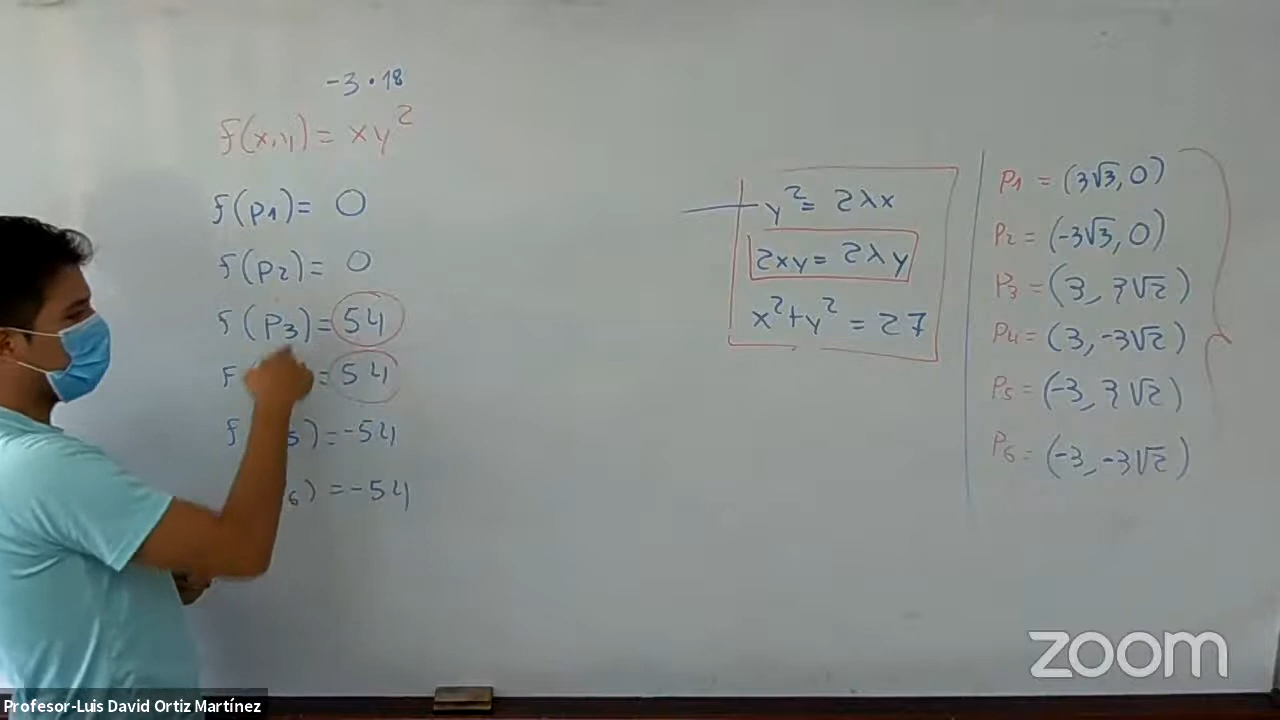 -3 · 18
f(x,y) = xy²
f(P1) = 0
f(P2) = 0
f(P3) = 54
f = 54
f 5) = -54
6) = -54
y² = 2λx
2xy = 2λy
x² + y² = 27
P1 = (3√3, 0)
P2 = (-3√3, 0)
P3 = (3, 3√2)
P4 = (3, -3√2)
P5 = (-3, 3√2)
P6 = (-3, -3√2)
zoom
Profesor-Luis David Ortiz Martínez